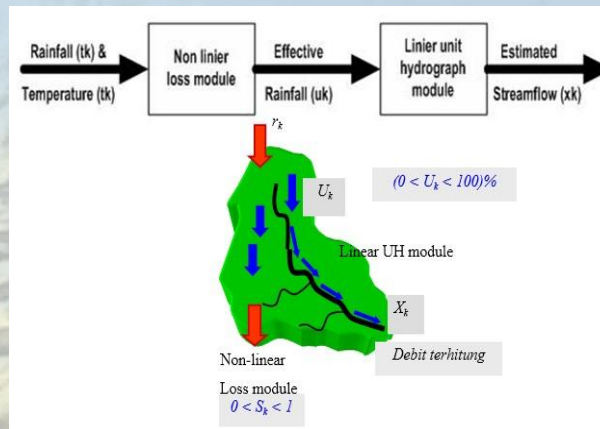 Rainfall (tk) &
Temperature (tk)
Non linier
loss module
Effective
Rainfall (uk)
Linier unit
hydrograph
module
Estimated
Streamflow (xk)
rk
Uk
(0 < Uk < 100)%
Linear UH module
Xk
Debit terhitung
Non-linear
Loss module
0 < Sk < 1